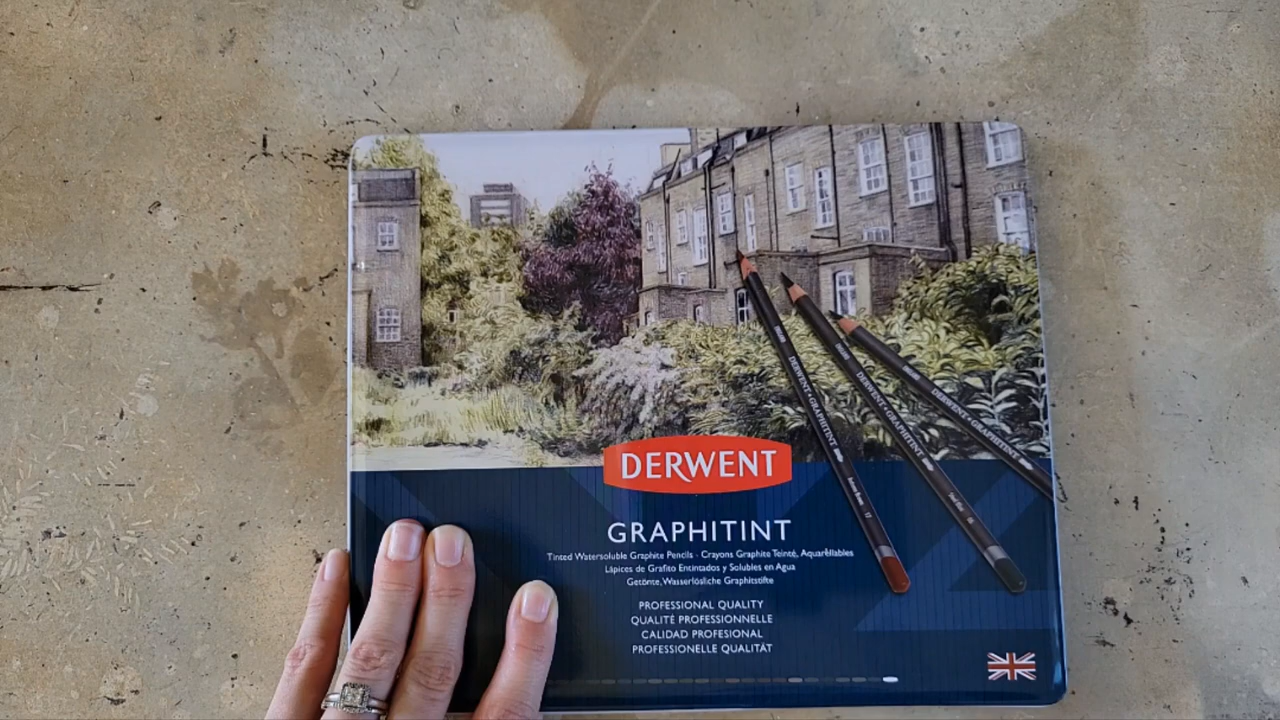 DERWENT
GRAPHITINT
Tinted Watersoluble Graphite Pencils · Crayons Graphite Teinté, Aquarellables
Lápices de Grafito Entintados y Solubles en Agua
Getönte, Wasserlösliche Graphitstifte
PROFESSIONAL QUALITY
QUALITÉ PROFESSIONNELLE
CALIDAD PROFESIONAL
PROFESSIONELLE QUALITÄT
DERWENT • GRAPHITINT
DERWENT • GRAPHITINT
DERWENT • GRAPHITINT